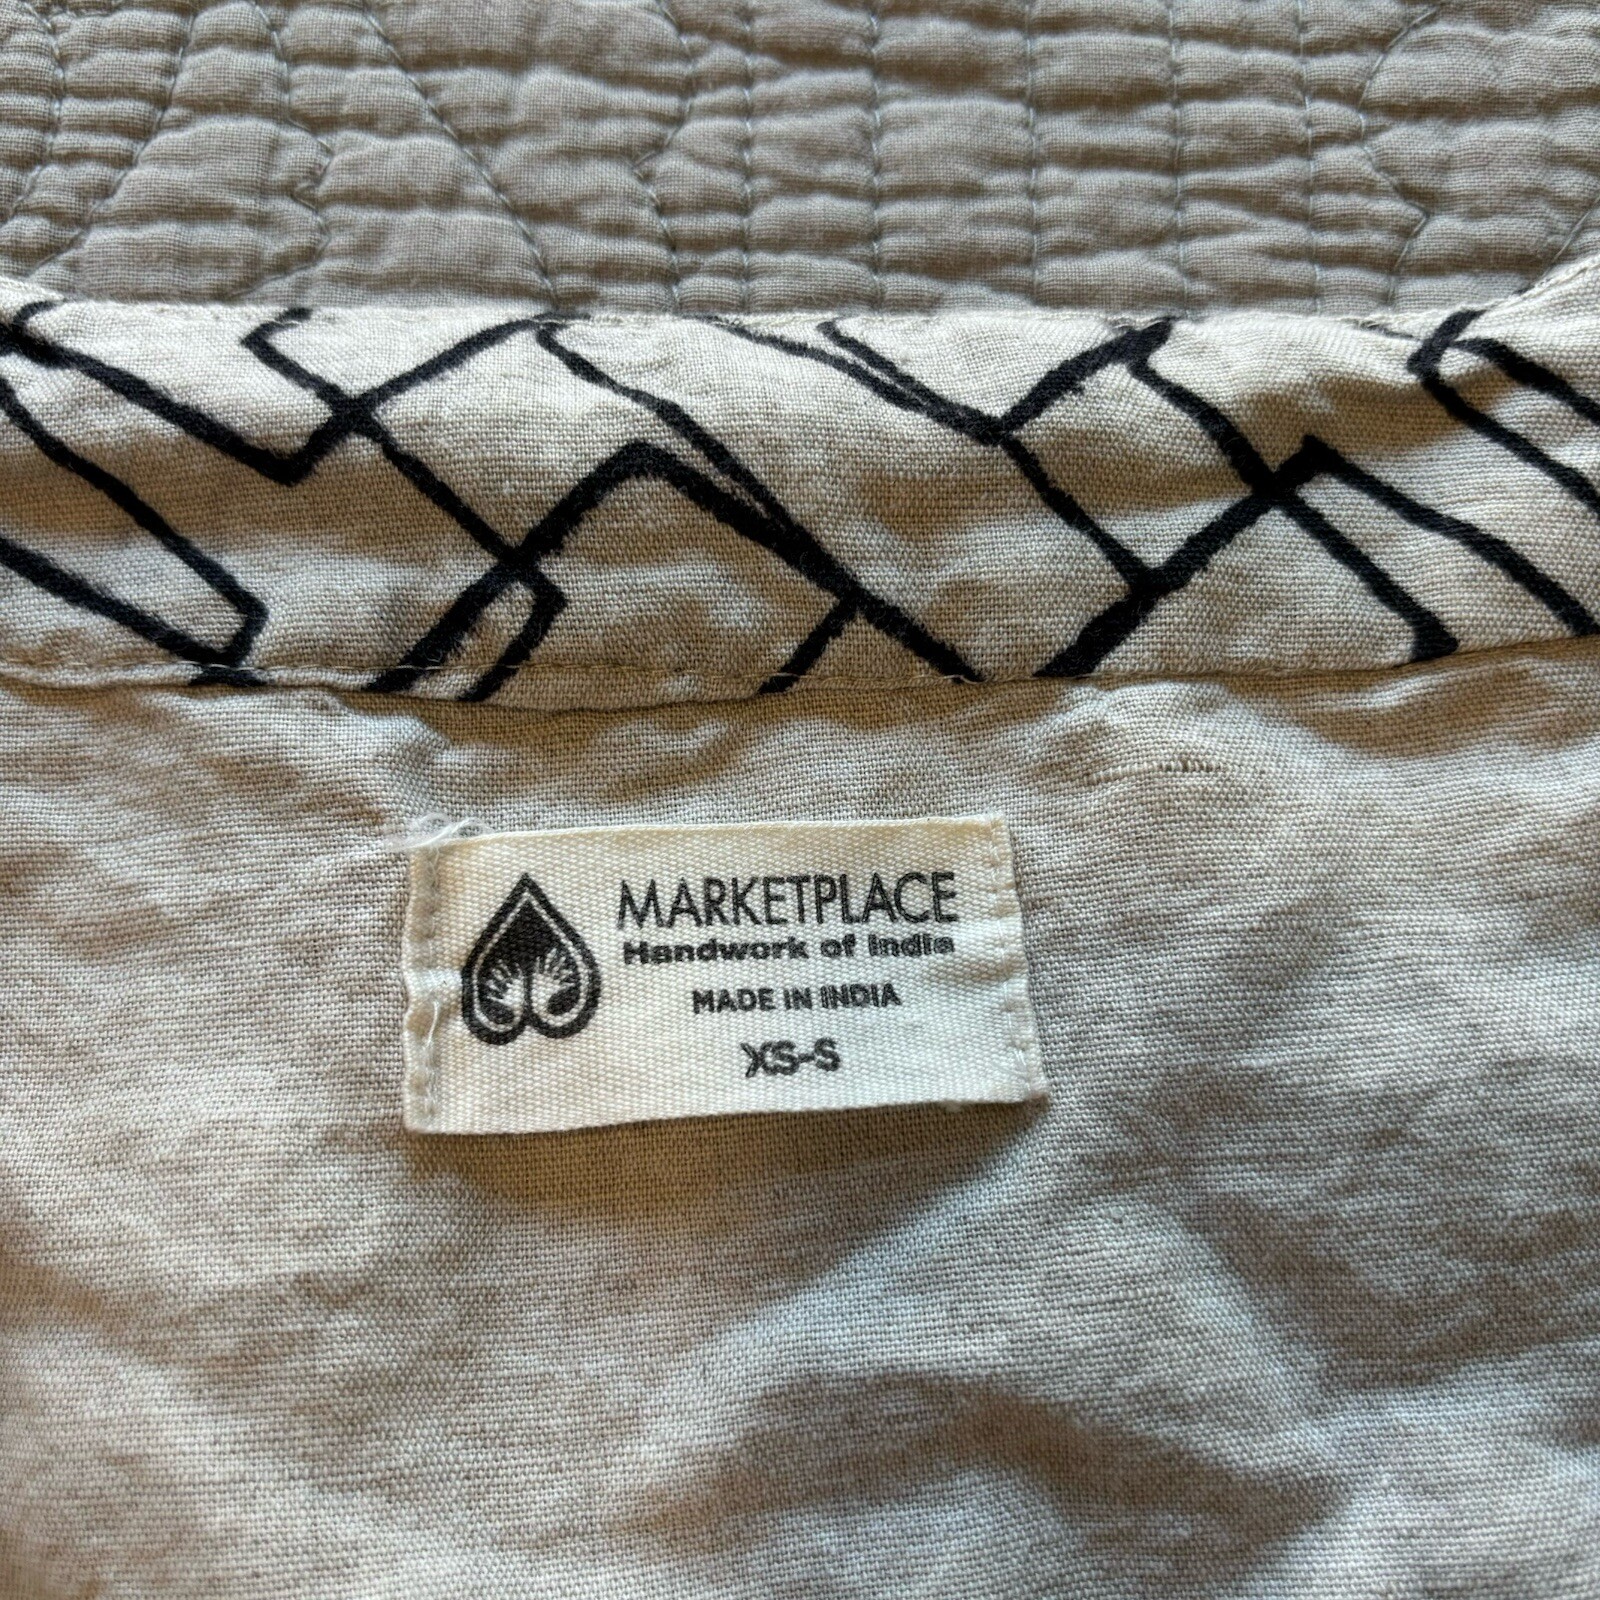 MARKETPLACE
Handwork of India
MADE IN INDIA
XS-S